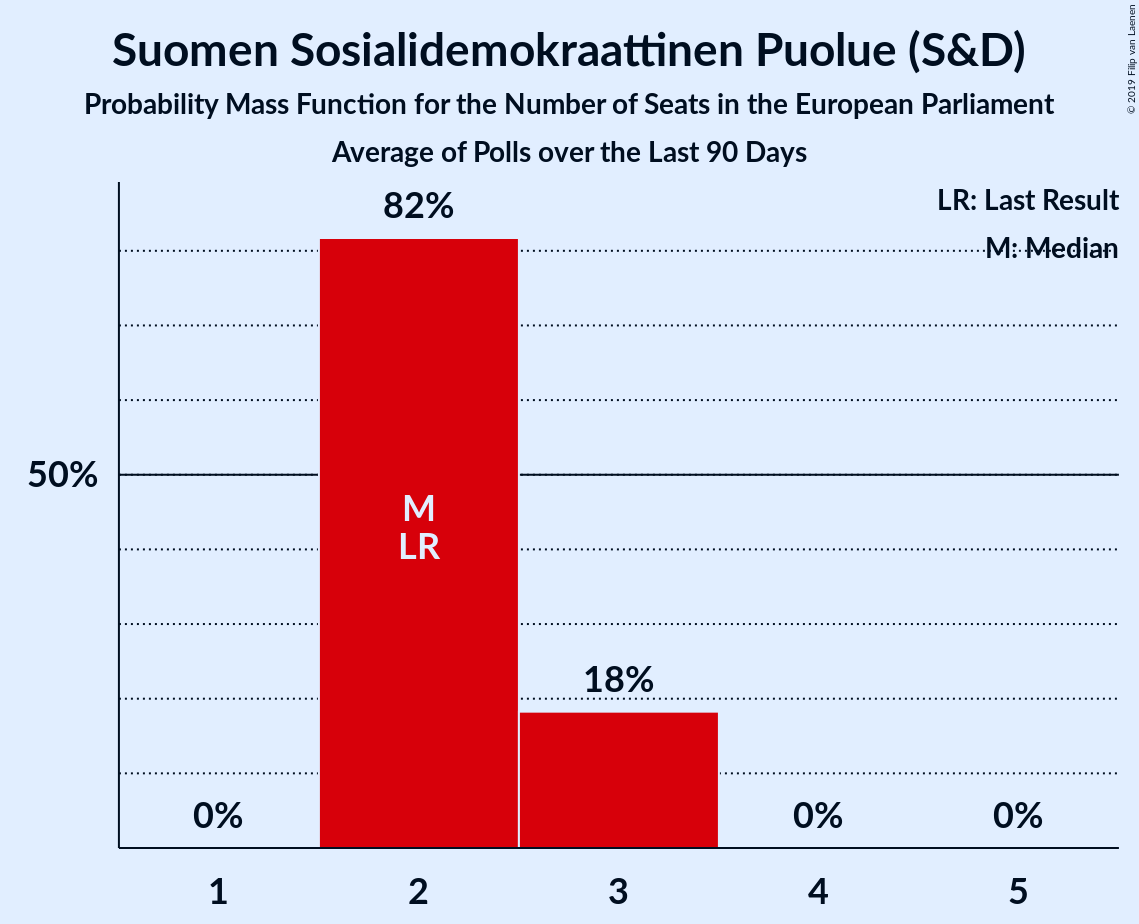 Suomen Sosialidemokraattinen Puolue (S&D)
Probability Mass Function for the Number of Seats in the European Parliament
Average of Polls over the Last 90 Days
© 2019 Filip van Laenen
LR: Last Result
M: Median
82%
50%
M
LR
18%
0%
0%
0%
1
2
3
4
5